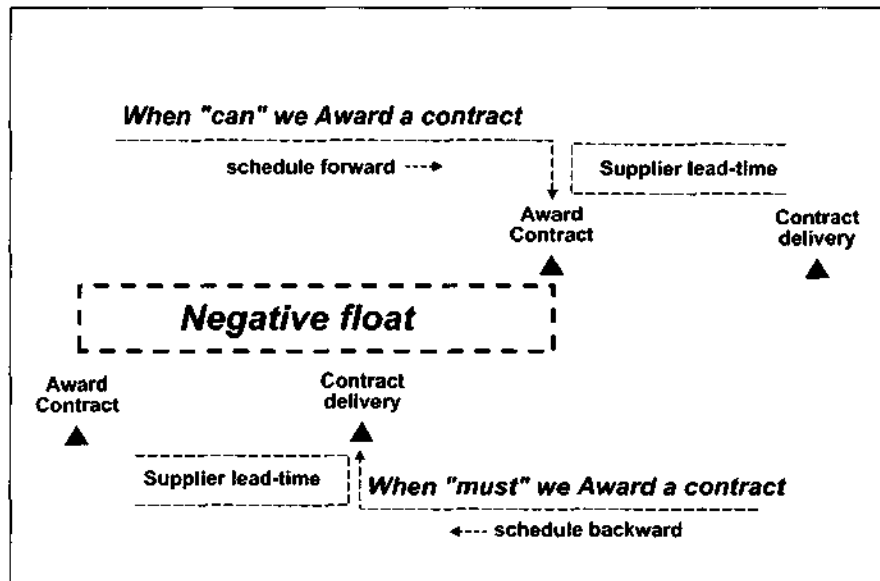 When "can" we Award a contract
schedule forward
Supplier lead-time
Award
Contract
Contract
delivery
Negative float
Award
Contract
Contract
delivery
Supplier lead-time
When "must" we Award a contract
schedule backward